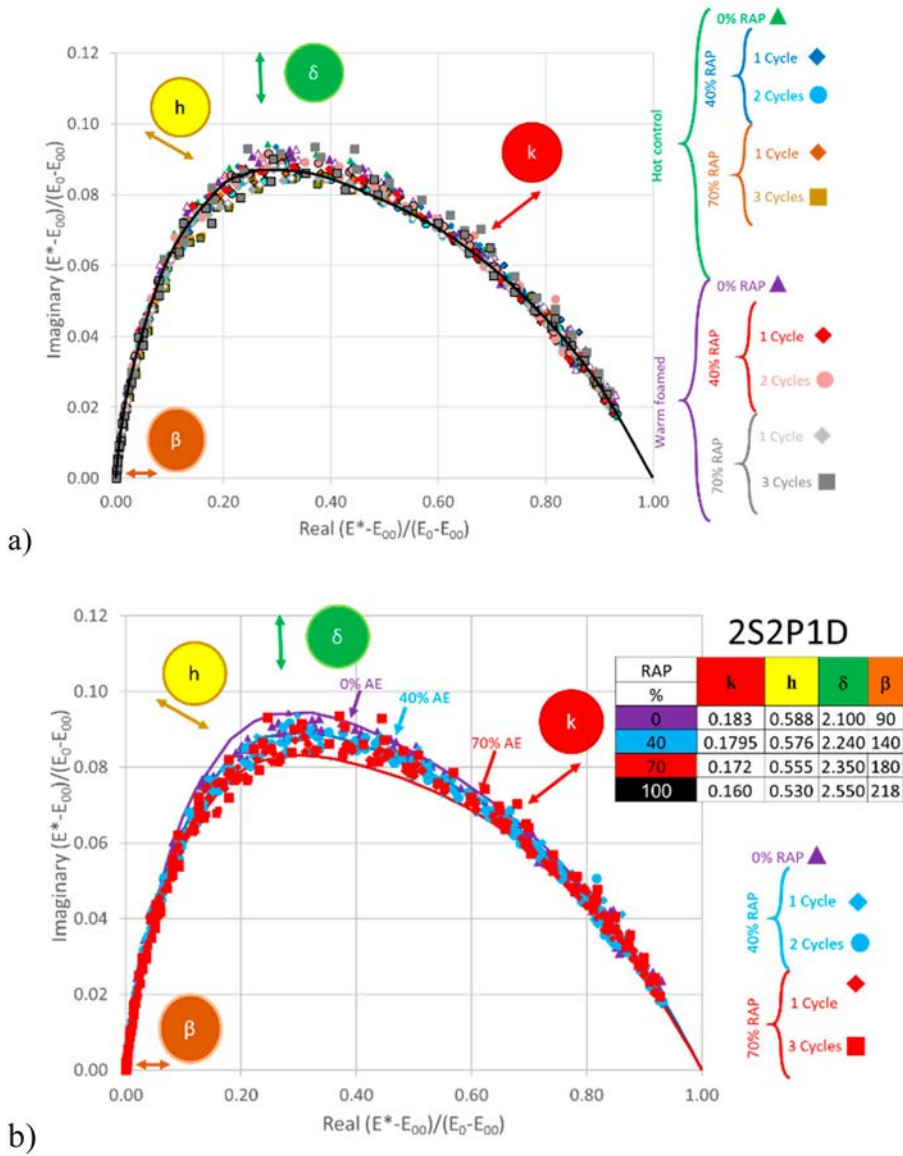 0% RAP
0.12
δ
1 Cycle
h
40% RAP
2 Cycles
0.10
k
Hot control
1 Cycle
70% RAP
3 Cycles
0.08
Imaginary (E*-E00)/(E0-E00)
0.06
0% RAP
1 Cycle
40% RAP
0.04
2 Cycles
Warm foamed
0.02
β
1 Cycle
70% RAP
3 Cycles
0.00
0.00 0.20 0.40 0.60 0.80 1.00
Real (E*-E00)/(E0-E00)
a)
0.12
δ
2S2P1D
h
RAP % k h δ β
0 0.183 0.588 2.100 90
40 0.1795 0.576 2.240 140
70 0.172 0.555 2.350 180
100 0.160 0.530 2.550 218
0.10
0% AE
40% AE
k
70% AE
0.08
Imaginary (E*-E00)/(E0-E00)
0.06
0% RAP
1 Cycle
40% RAP
0.04
2 Cycles
1 Cycle
70% RAP
0.02
3 Cycles
β
0.00
0.00 0.20 0.40 0.60 0.80 1.00
Real (E*-E00)/(E0-E00)
b)